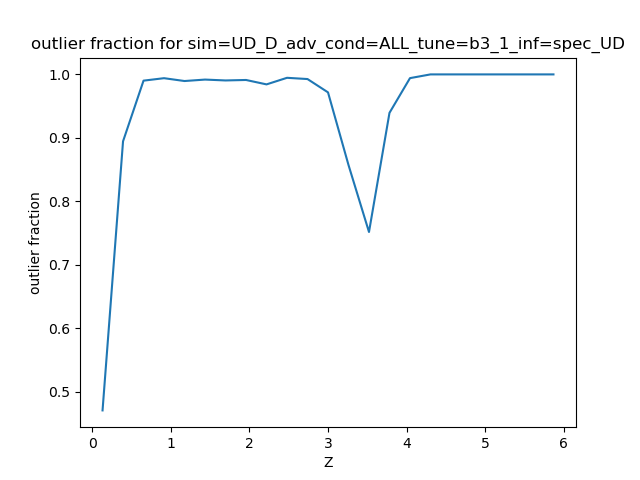 outlier fraction for sim=UD_D_adv_cond=ALL_tune=b3_1_inf=spec_UD
1.0
0.9
0.8
0.7
0.6
0.5
outlier fraction
0 1 2 3 4 5 6
Z